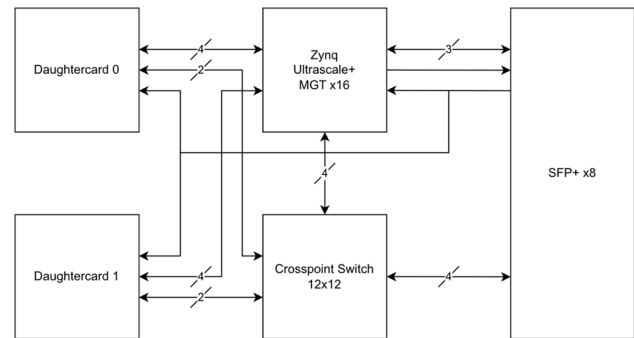 Daughtercard 0
4
2
Zynq
Ultrascale+
MGT x16
3
SFP+ x8
4
Daughtercard 1
4
2
Crosspoint Switch
12x12
4